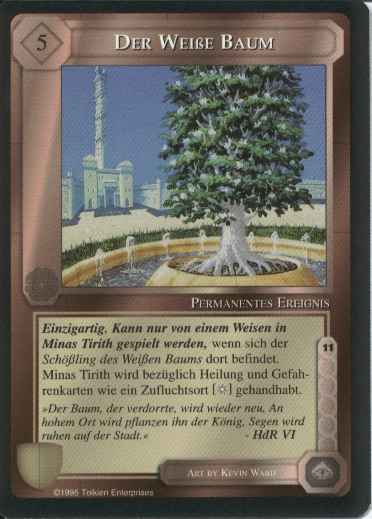 5
DER WEIßE BAUM
PERMANENTES EREIGNIS
Einzigartig. Kann nur von einem Weisen in
Minas Tirith gespielt werden, wenn sich der
Schößling des Weißen Baums dort befindet.
Minas Tirith wird bezüglich Heilung und Gefah-
renkarten wie ein Zufluchtsort [☼] gehandhabt.
»Der Baum, der verdorrte, wird wieder neu, An
hohem Ort wird pflanzen ihn der König, Segen wird
ruhen auf der Stadt.« - HdR VI
11
ART BY KEVIN WARD
©1995 Tolkien Enterprises